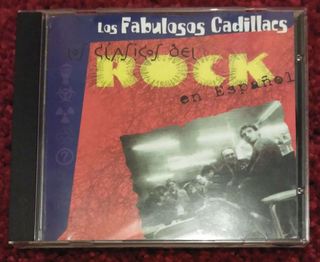 Los Fabulosos Cadillacs
Los Clásicos del
ROCK
en Español